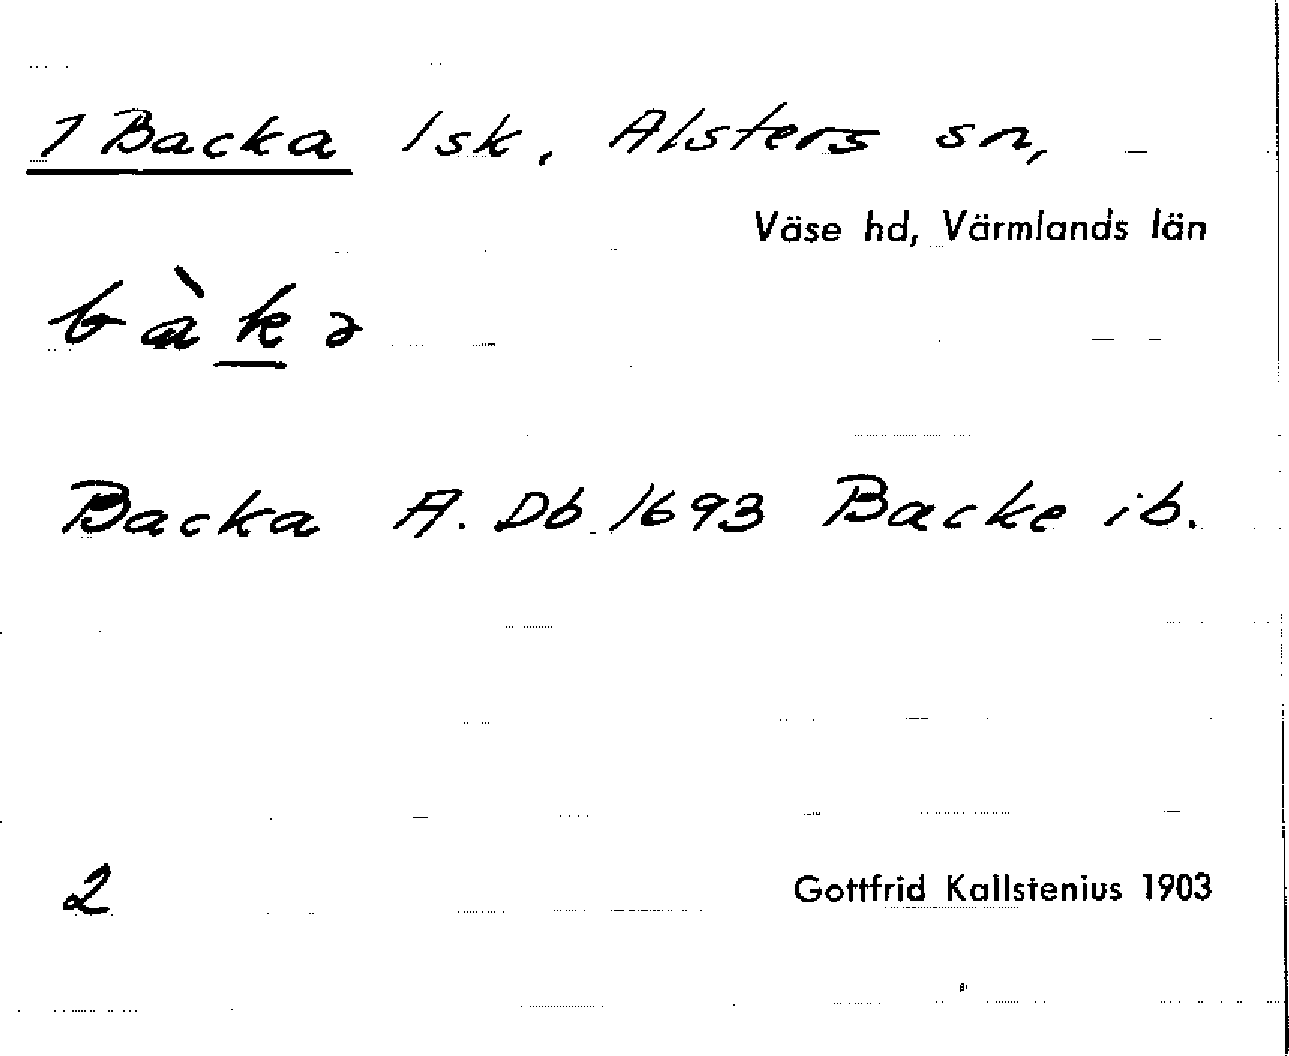 1 Backa lsk, Alsters sn,
Väse hd, Värmlands län
bàkə
Backa A. Db 1693 Backe ib.
2
Gottfrid Kallstenius 1903